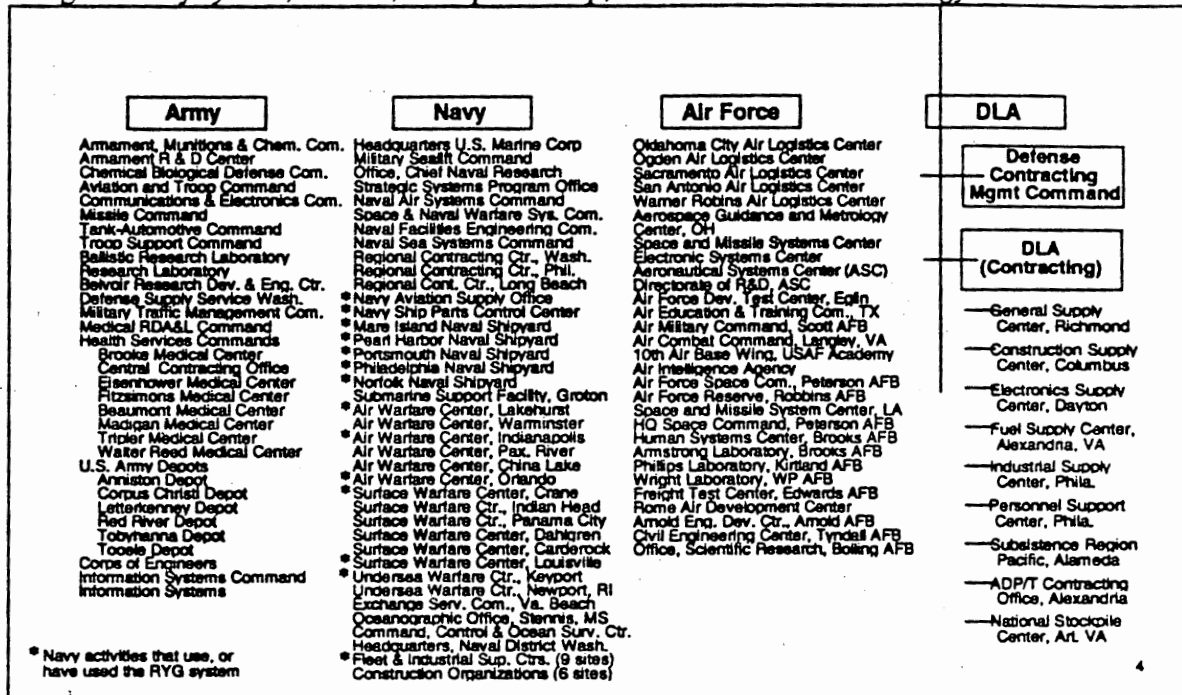 Army
Armament, Munitions & Chem. Com.
Armament R & D Center
Chemical Biological Defense Com.
Aviation and Troop Command
Communications & Electronics Com.
Missile Command
Tank-Automotive Command
Troop Support Command
Ballistic Research Laboratory
Research Laboratory
Belvoir Research Dev. & Eng. Ctr.
Defense Supply Service Wash.
Military Traffic Management Com.
Medical RDA&L Command
Health Services Commands
Brooke Medical Center
Central Contracting Office
Eisenhower Medical Center
Fitzsimons Medical Center
Beaumont Medical Center
Madigan Medical Center
Tripler Medical Center
Walter Reed Medical Center
U.S. Army Depots
Anniston Depot
Corpus Christi Depot
Letterkenney Depot
Red River Depot
Tobyhanna Depot
Tooele Depot
Corps of Engineers
Information Systems Command
Information Systems
* Navy activities that use, or
have used the RYG system
Navy
Headquarters U.S. Marine Corp
Military Sealift Command
Office, Chief Naval Research
Strategic Systems Program Office
Naval Air Systems Command
Space & Naval Warfare Sys. Com.
Naval Facilities Engineering Com.
Naval Sea Systems Command
Regional Contracting Ctr., Wash.
Regional Contracting Ctr., Phil.
Regional Cont. Ctr., Long Beach
* Navy Aviation Supply Office
* Navy Ship Parts Control Center
* Mare Island Naval Shipyard
* Pearl Harbor Naval Shipyard
* Portsmouth Naval Shipyard
* Philadelphia Naval Shipyard
* Norfolk Naval Shipyard
Submarine Support Facility, Groton
* Air Warfare Center, Lakehurst
Air Warfare Center, Warminster
* Air Warfare Center, Indianapolis
Air Warfare Center, Pax. River
Air Warfare Center, China Lake
* Air Warfare Center, Orlando
* Surface Warfare Center, Crane
Surface Warfare Ctr., Indian Head
Surface Warfare Ctr., Panama City
Surface Warfare Center, Dahlgren
Surface Warfare Center, Carderock
* Surface Warfare Center, Louisville
* Undersea Warfare Ctr., Keyport
Undersea Warfare Ctr., Newport, RI
Exchange Serv. Com., Va. Beach
Oceanographic Office, Stennis, MS
Command, Control & Ocean Surv. Ctr.
Headquarters, Naval District Wash.
* Fleet & Industrial Sup. Ctrs. (9 sites)
Construction Organizations (6 sites)
Air Force
Oklahoma City Air Logistics Center
Ogden Air Logistics Center
Sacramento Air Logistics Center
San Antonio Air Logistics Center
Warner Robins Air Logistics Center
Aerospace Guidance and Metrology
Center, OH
Space and Missile Systems Center
Electronic Systems Center
Aeronautical Systems Center (ASC)
Directorate of R&D, ASC
Air Force Dev. Test Center, Eglin
Air Education & Training Com., TX
Air Military Command, Scott AFB
Air Combat Command, Langley, VA
10th Air Base Wing, USAF Academy
Air Intelligence Agency
Air Force Space Com., Peterson AFB
Air Force Reserve, Robbins AFB
Space and Missile System Center, LA
HQ Space Command, Peterson AFB
Human Systems Center, Brooks AFB
Armstrong Laboratory, Brooks AFB
Phillips Laboratory, Kirtland AFB
Wright Laboratory, WP AFB
Freight Test Center, Edwards AFB
Rome Air Development Center
Arnold Eng. Dev. Ctr., Arnold AFB
Civil Engineering Center, Tyndall AFB
Office, Scientific Research, Bolling AFB
DLA
Defense
Contracting
Mgmt Command
DLA
(Contracting)
General Supply
Center, Richmond
Construction Supply
Center, Columbus
Electronics Supply
Center, Dayton
Fuel Supply Center,
Alexandria, VA
Industrial Supply
Center, Phila.
Personnel Support
Center, Phila.
Subsistence Region
Pacific, Alameda
ADP/T Contracting
Office, Alexandria
National Stockpile
Center, Art. VA
4